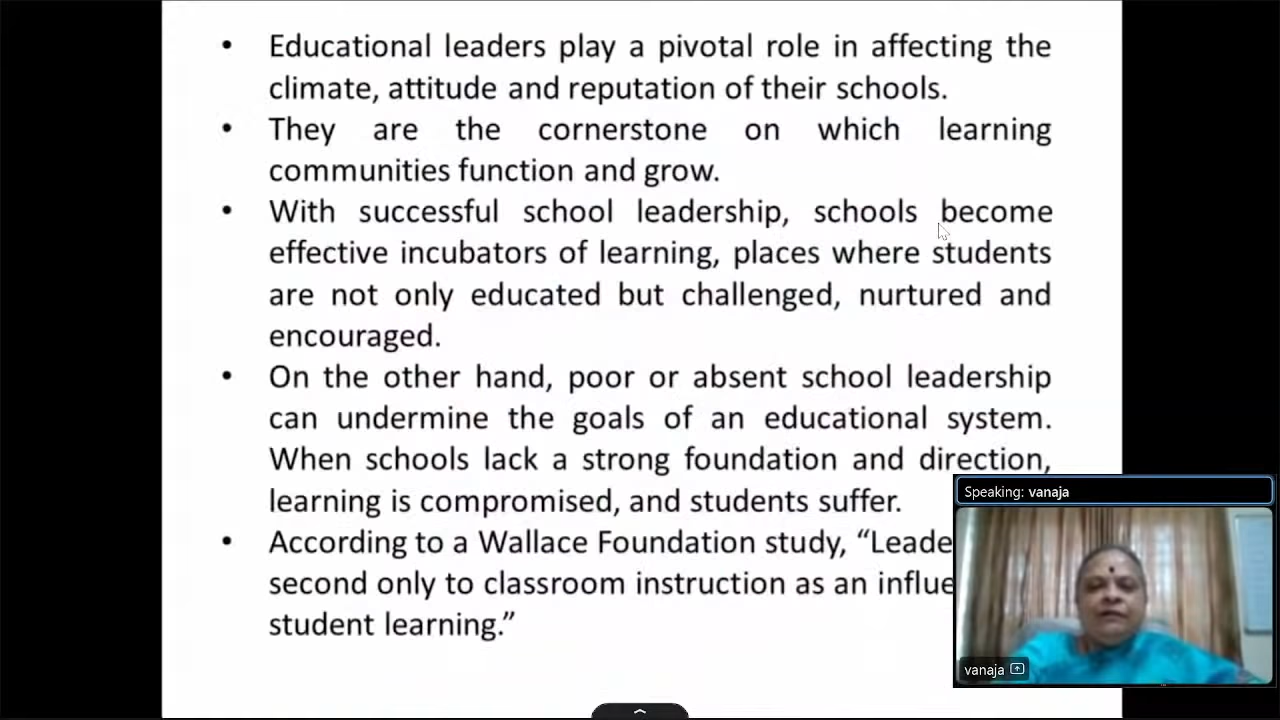 • Educational leaders play a pivotal role in affecting the
climate, attitude and reputation of their schools.
• They are the cornerstone on which learning
communities function and grow.
• With successful school leadership, schools become
effective incubators of learning, places where students
are not only educated but challenged, nurtured and
encouraged.
• On the other hand, poor or absent school leadership
can undermine the goals of an educational system.
When schools lack a strong foundation and direction,
learning is compromised, and students suffer.
• According to a Wallace Foundation study, “Leade
second only to classroom instruction as an influe
student learning.”
Speaking: vanaja
vanaja